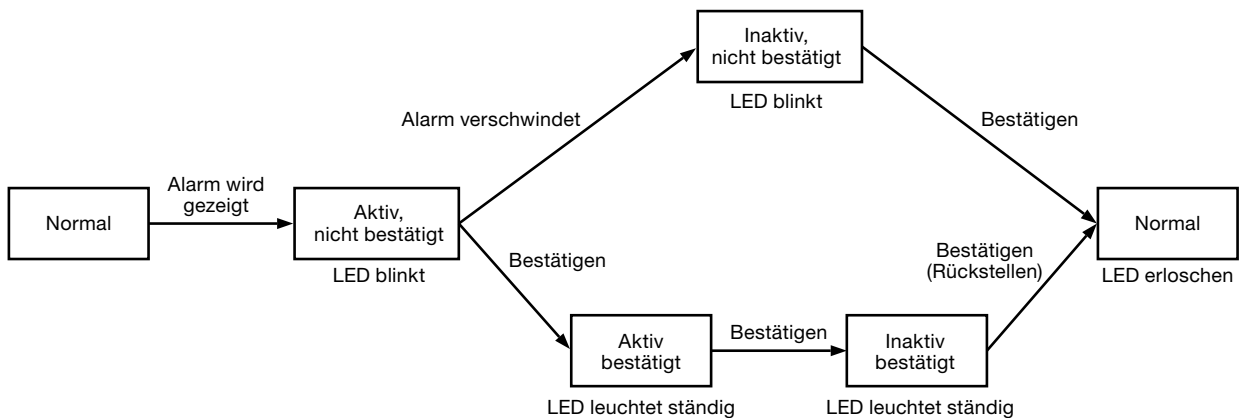 Normal
Alarm wird
gezeigt
Aktiv,
nicht bestätigt
LED blinkt
Alarm verschwindet
Inaktiv,
nicht bestätigt
LED blinkt
Bestätigen
Bestätigen
Aktiv
bestätigt
LED leuchtet ständig
Bestätigen
Inaktiv
bestätigt
LED leuchtet ständig
Bestätigen
(Rückstellen)
Normal
LED erloschen